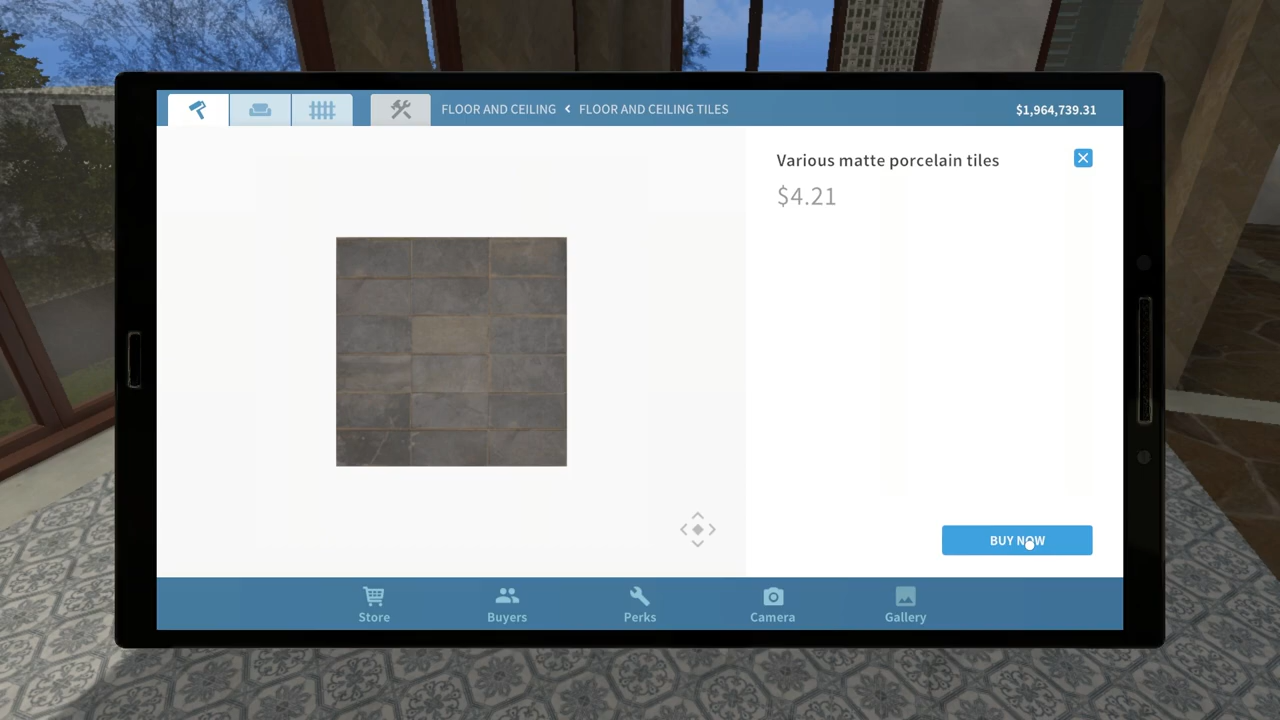 FLOOR AND CEILING < FLOOR AND CEILING TILES
$1,964,739.31
Various matte porcelain tiles
$4.21
BUY NOW
Store
Buyers
Perks
Camera
Gallery